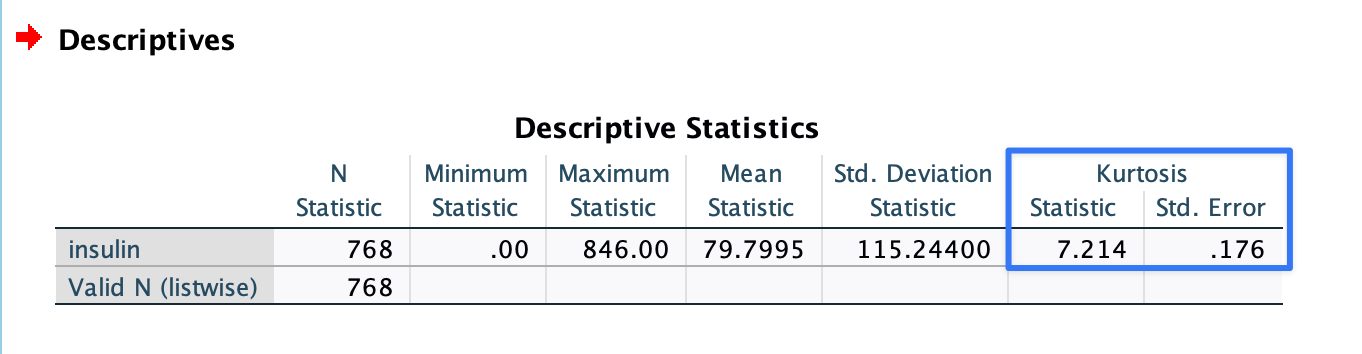 Descriptives
Descriptive Statistics
N Minimum Maximum Mean Std. Deviation Kurtosis
Statistic Statistic Statistic Statistic Statistic Statistic Std. Error
insulin 768 .00 846.00 79.7995 115.24400 7.214 .176
Valid N (listwise) 768